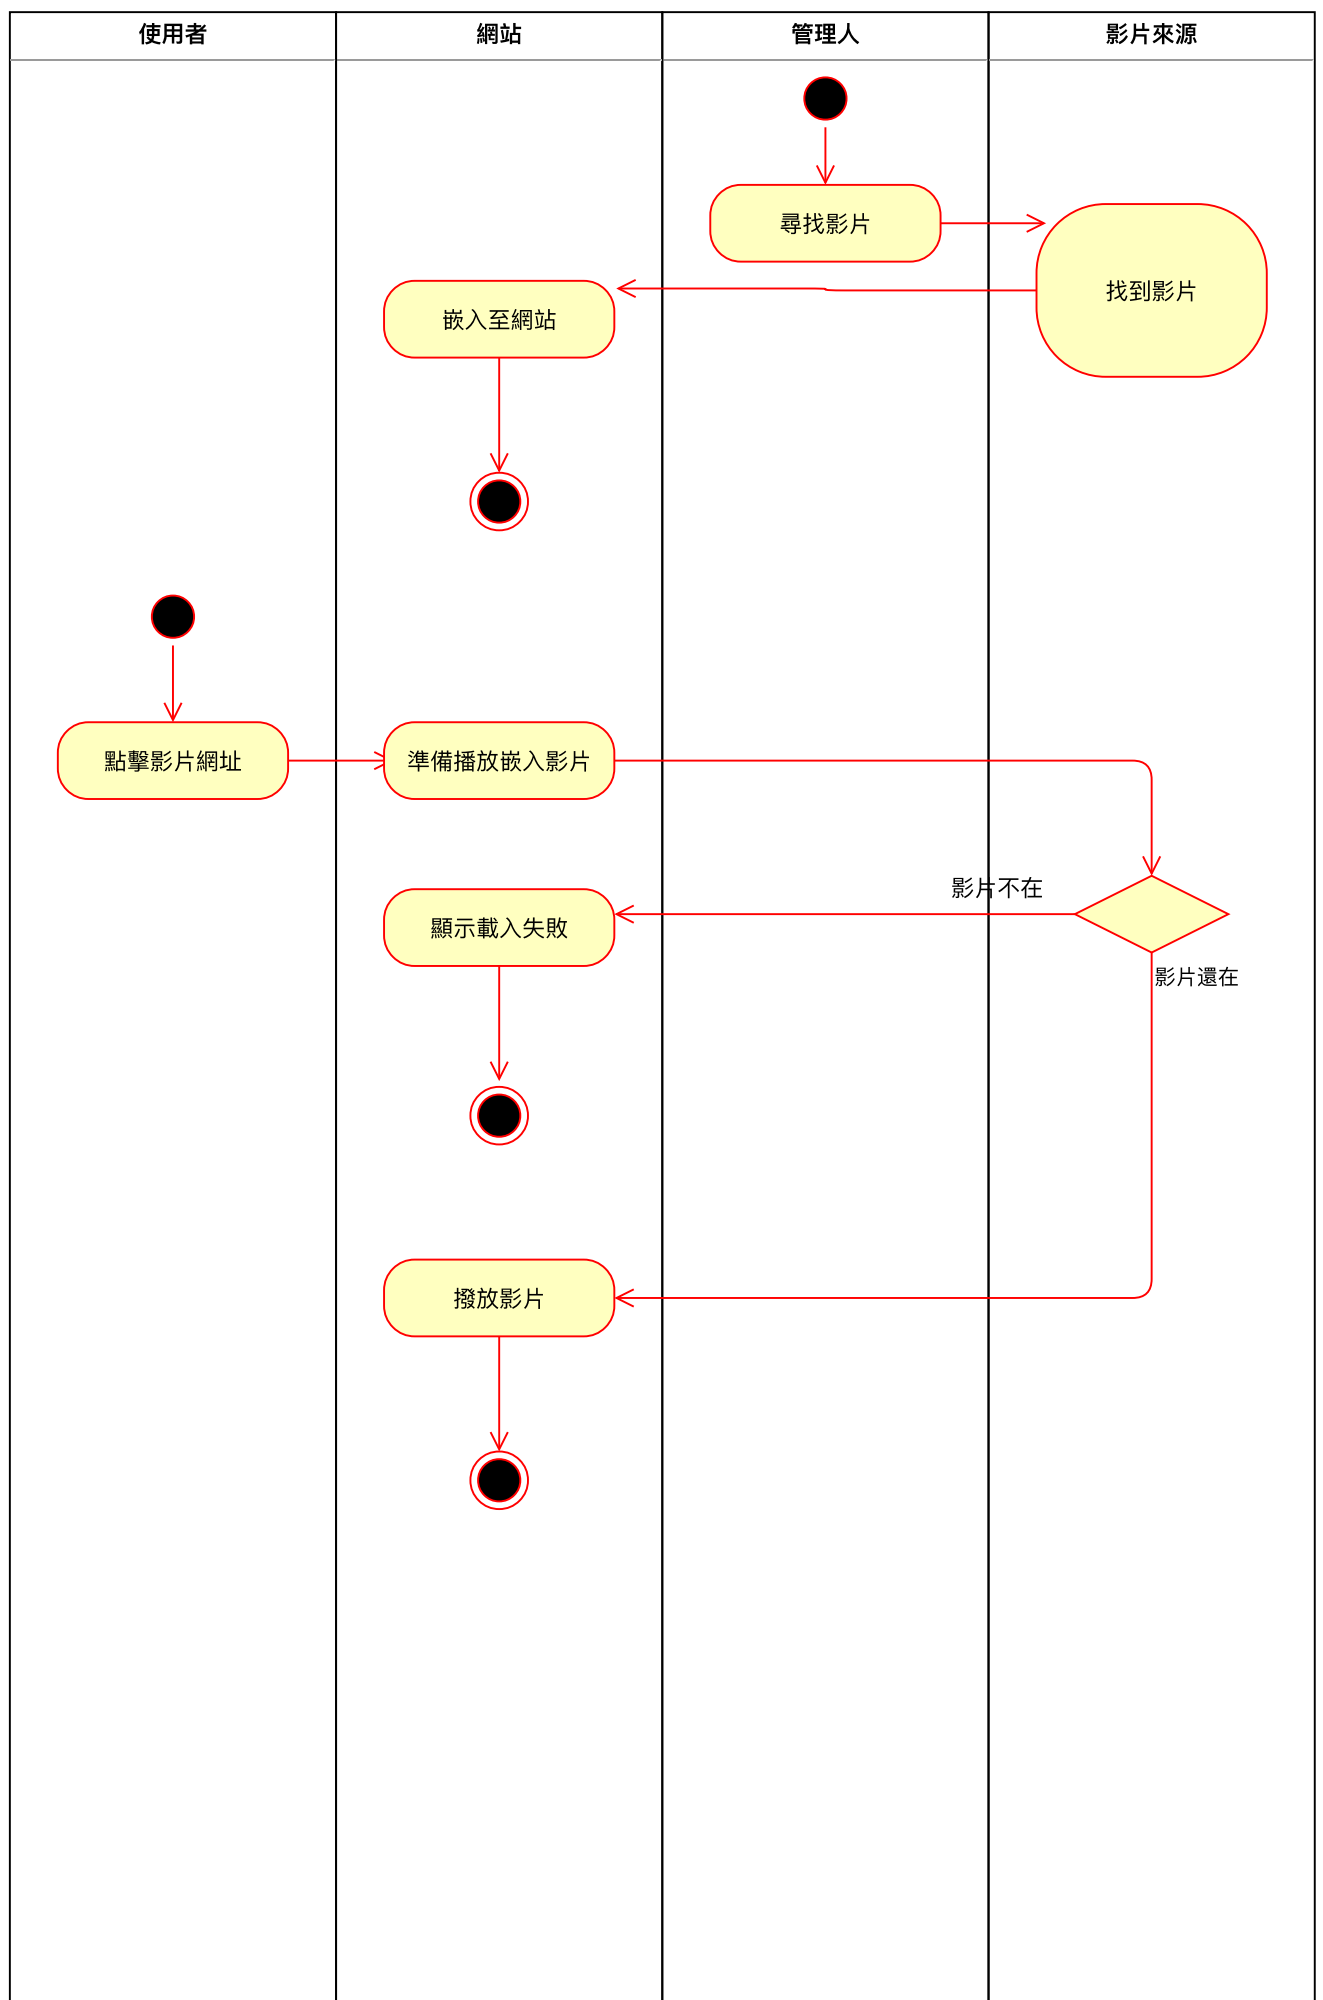 使用者
網站
管理人
影片來源
尋找影片
找到影片
嵌入至網站
點擊影片網址
準備播放嵌入影片
影片不在
顯示載入失敗
影片還在
撥放影片